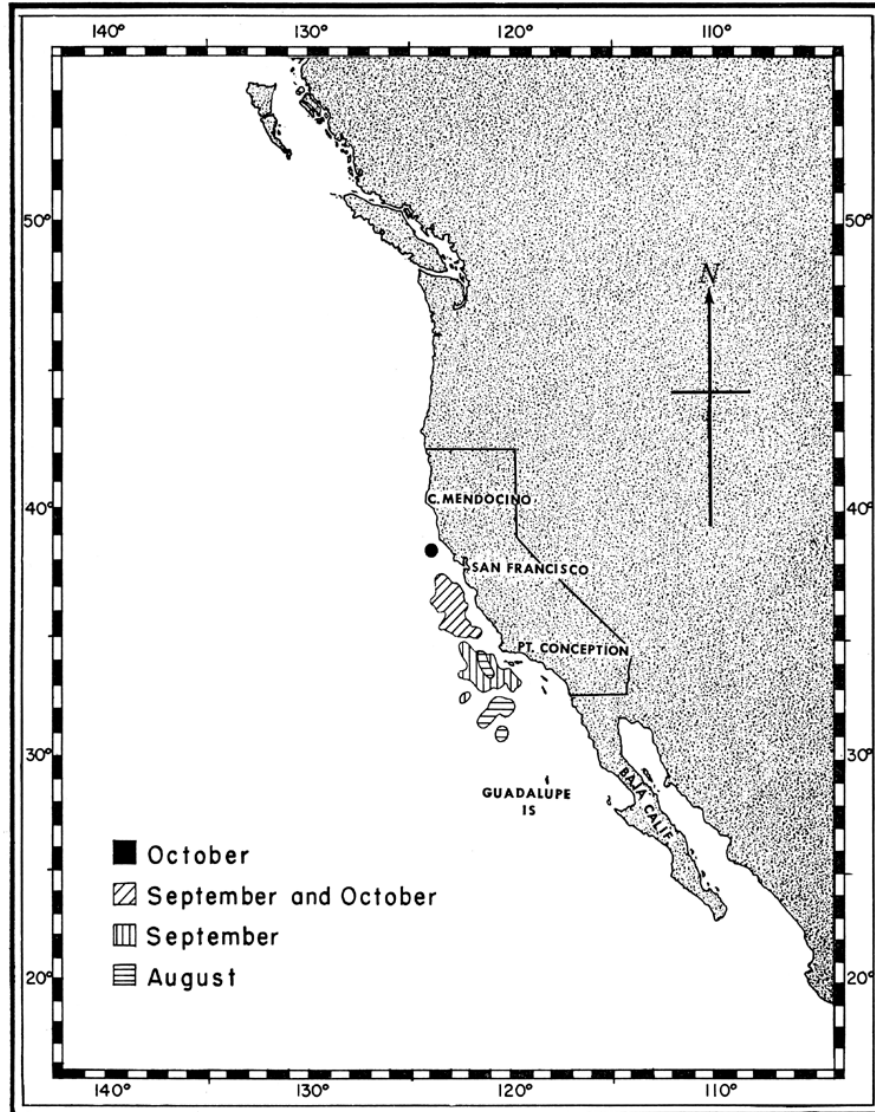 140° 130° 120° 110°
50° 50°
N
C. MENDOCINO
40° 40°
SAN FRANCISCO
PT. CONCEPTION
30° 30°
GUADALUPE
IS
BAJA CALIF
October
September and October
September
August
20° 20°
140° 130° 120° 110°